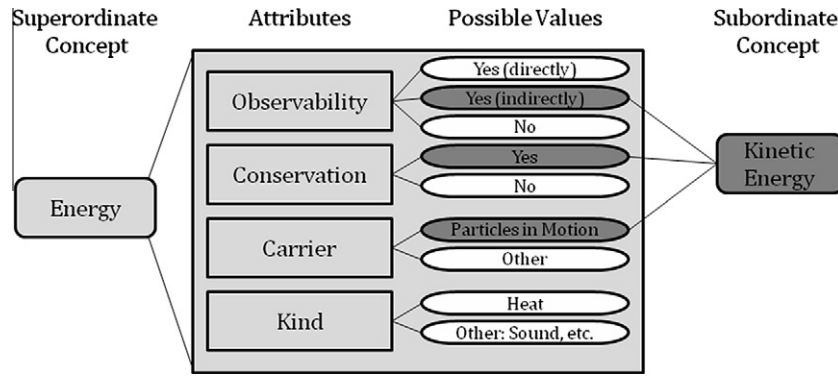 Superordinate Concept
Attributes
Possible Values
Subordinate Concept
Energy
Observability
Yes (directly)
Yes (indirectly)
No
Conservation
Yes
No
Carrier
Particles in Motion
Other
Kind
Heat
Other: Sound, etc.
Kinetic Energy